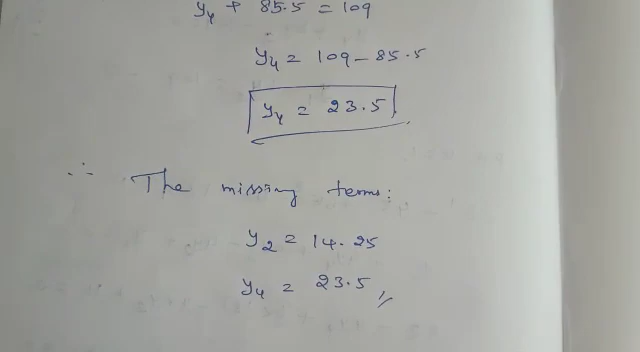 y₄ + 85.5 = 109
y₄ = 109 - 85.5
y₄ = 23.5
∴ The missing terms:
y₂ = 14.25
y₄ = 23.5 //